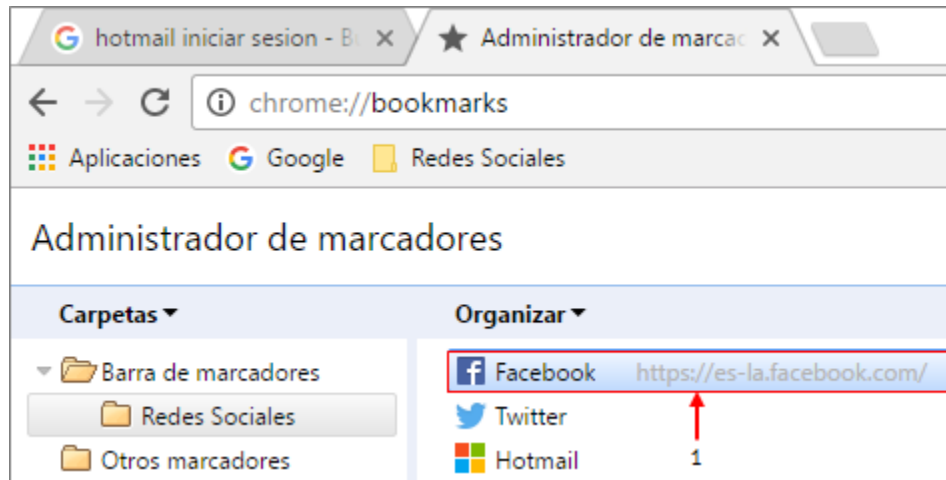 hotmail iniciar sesion - B
Administrador de marcac
chrome://bookmarks
Aplicaciones Google Redes Sociales
Administrador de marcadores
Carpetas
Organizar
Barra de marcadores
Redes Sociales
Otros marcadores
Facebook https://es-la.facebook.com/
Twitter
Hotmail
1